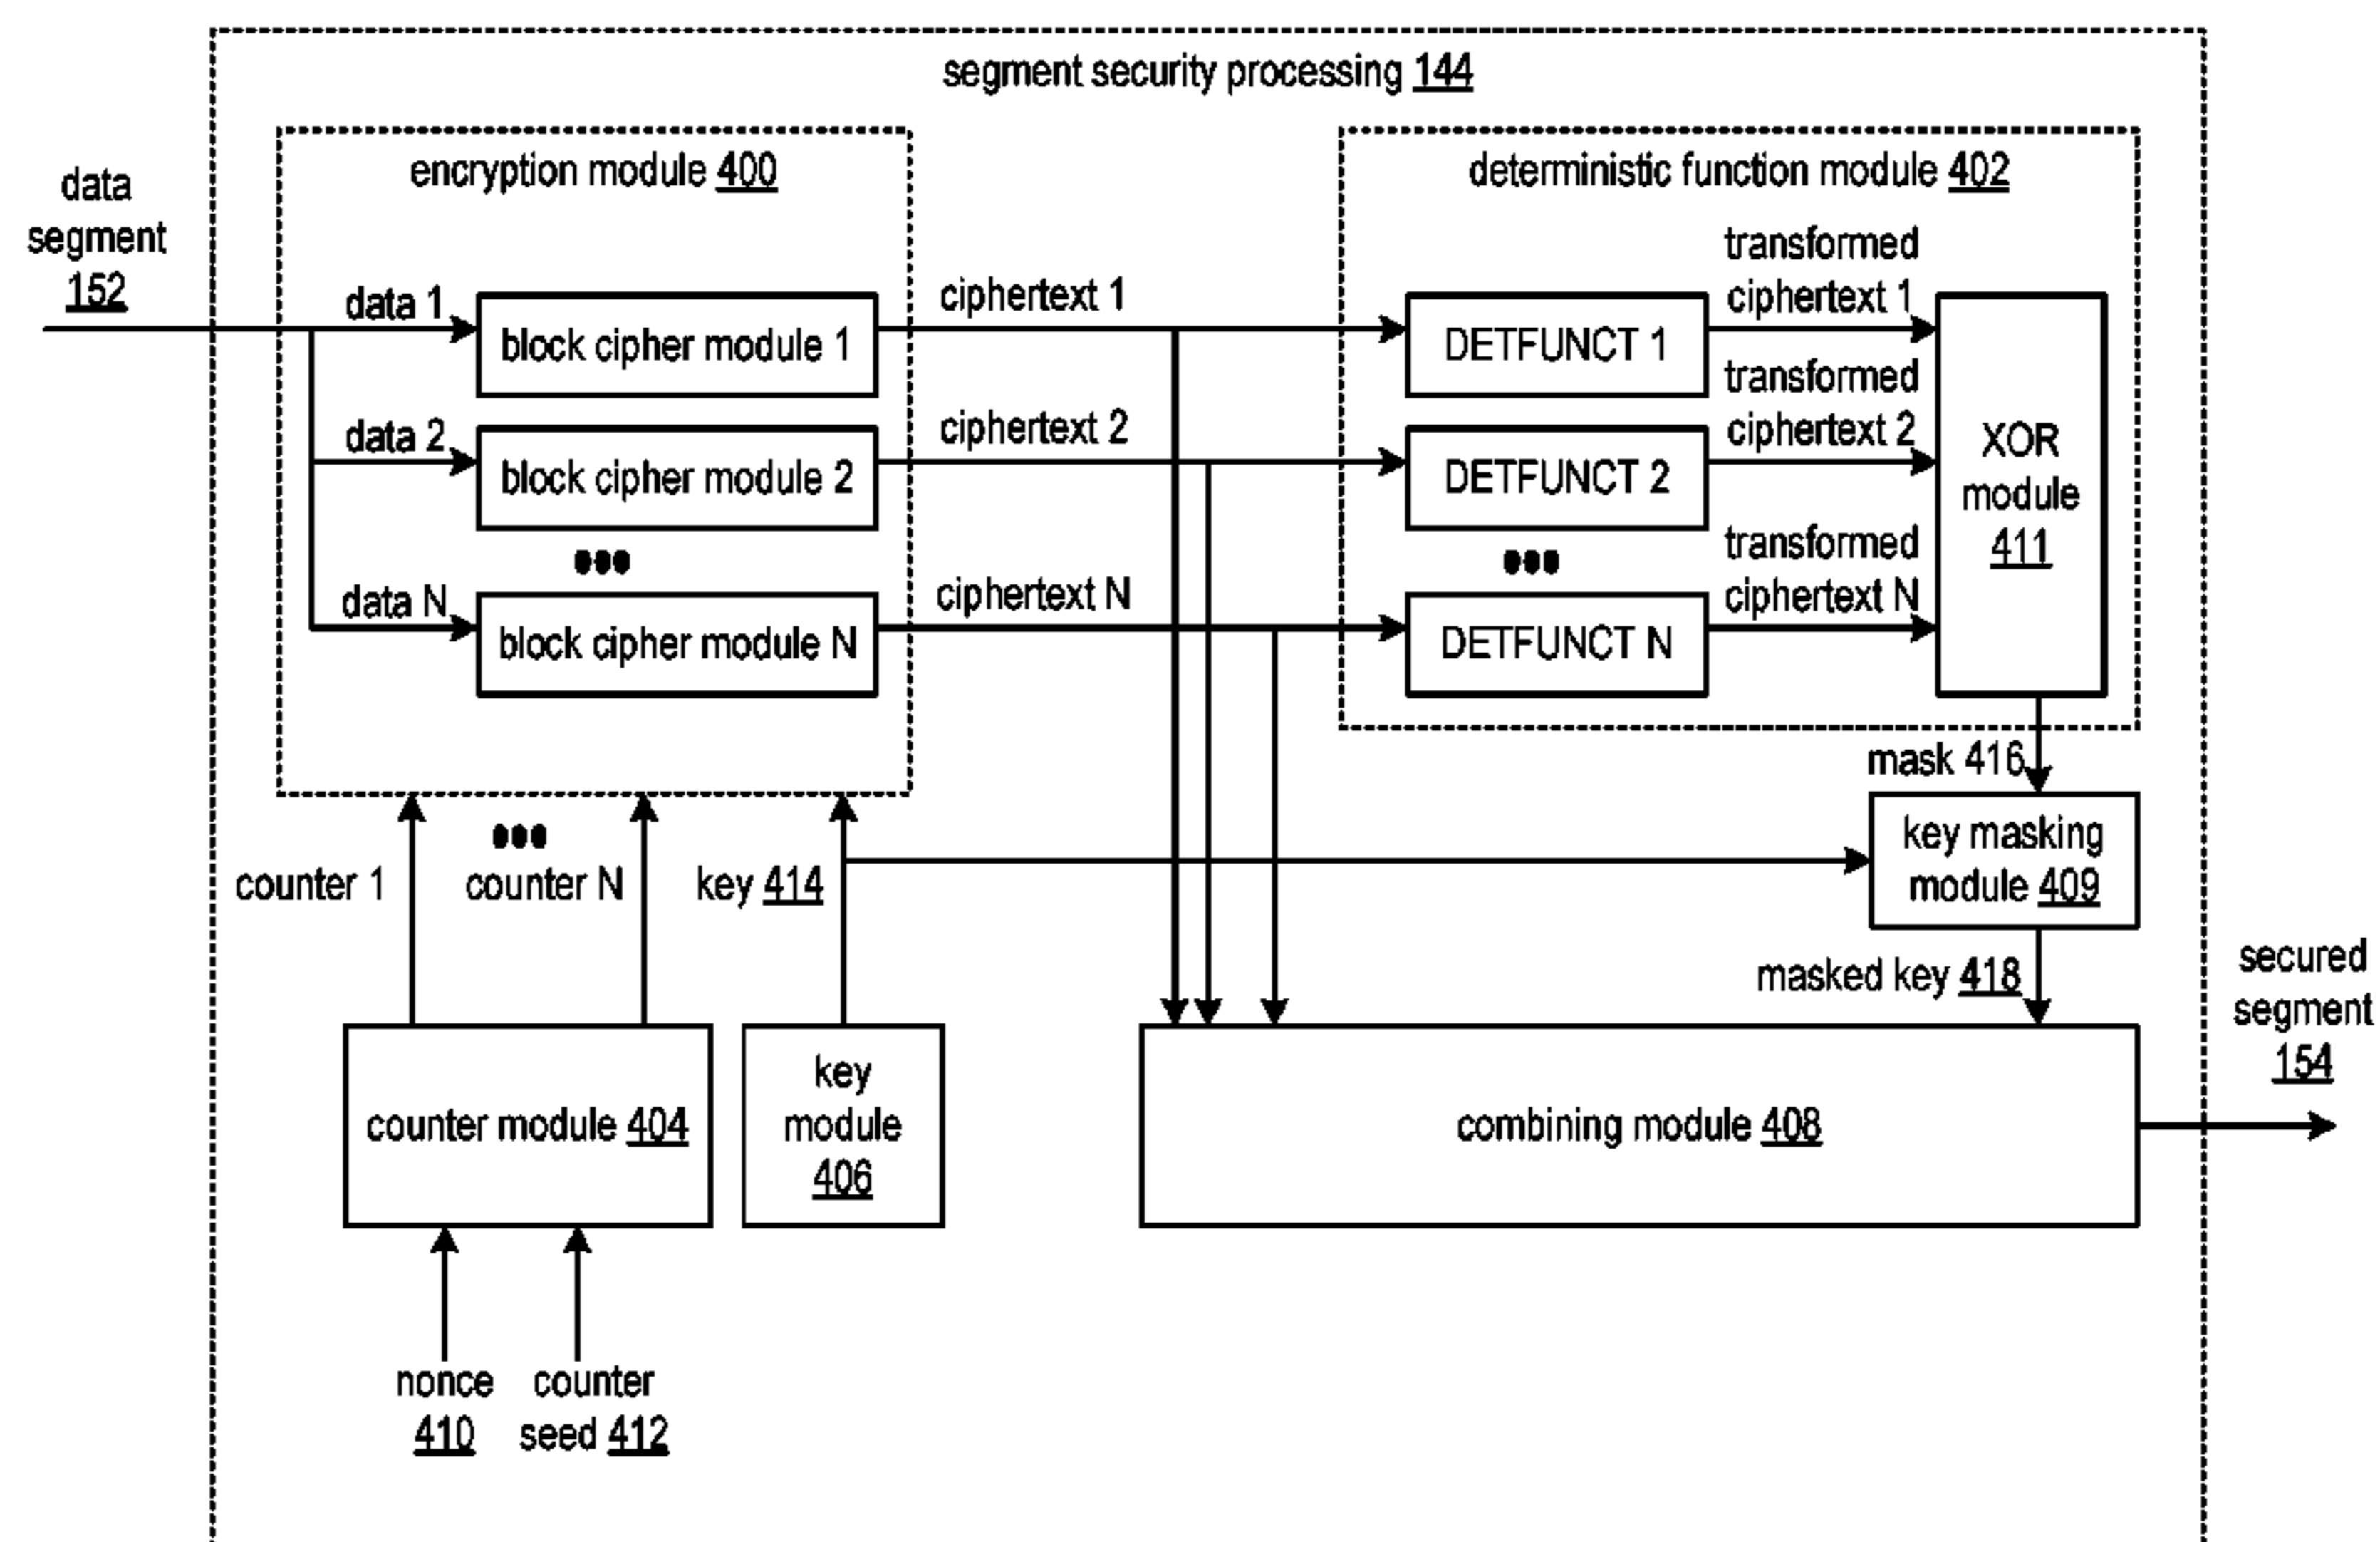 segment security processing 144
data
segment
152
encryption module 400
data 1
block cipher module 1
data 2
block cipher module 2
data N
block cipher module N
ciphertext 1
ciphertext 2
ciphertext N
deterministic function module 402
DETFUNCT 1
DETFUNCT 2
DETFUNCT N
transformed
ciphertext 1
transformed
ciphertext 2
transformed
ciphertext N
XOR
module
411
mask 416
key masking
module 409
masked key 418
counter 1
counter N
key 414
counter module 404
key
module
406
combining module 408
secured
segment
154
nonce
410
counter
seed 412